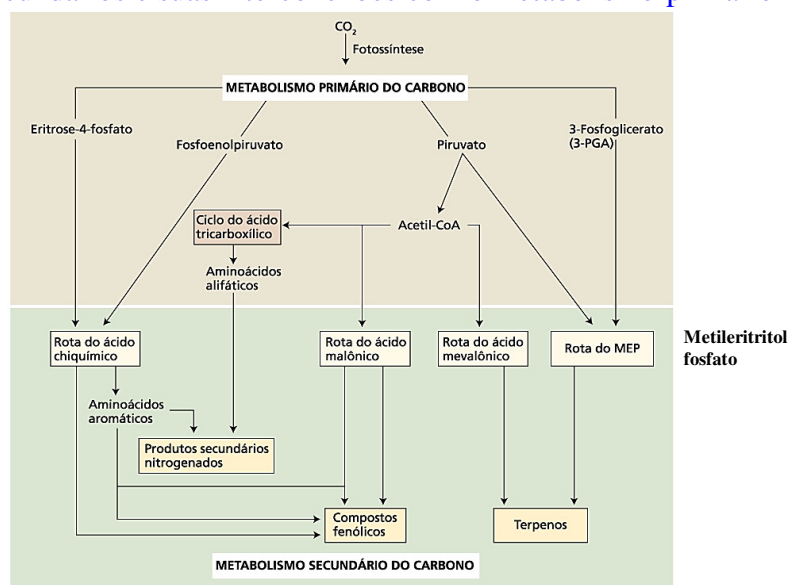 CO2
Fotossíntese
METABOLISMO PRIMÁRIO DO CARBONO
Eritrose-4-fosfato
Fosfoenolpiruvato
Piruvato
3-Fosfoglicerato
(3-PGA)
Ciclo do ácido
tricarboxílico
Acetil-CoA
Aminoácidos
alifáticos
Rota do ácido
chiquímico
Rota do ácido
malônico
Rota do ácido
mevalônico
Rota do MEP
Metileritritol
fosfato
Aminoácidos
aromáticos
Produtos secundários
nitrogenados
Compostos
fenólicos
Terpenos
METABOLISMO SECUNDÁRIO DO CARBONO